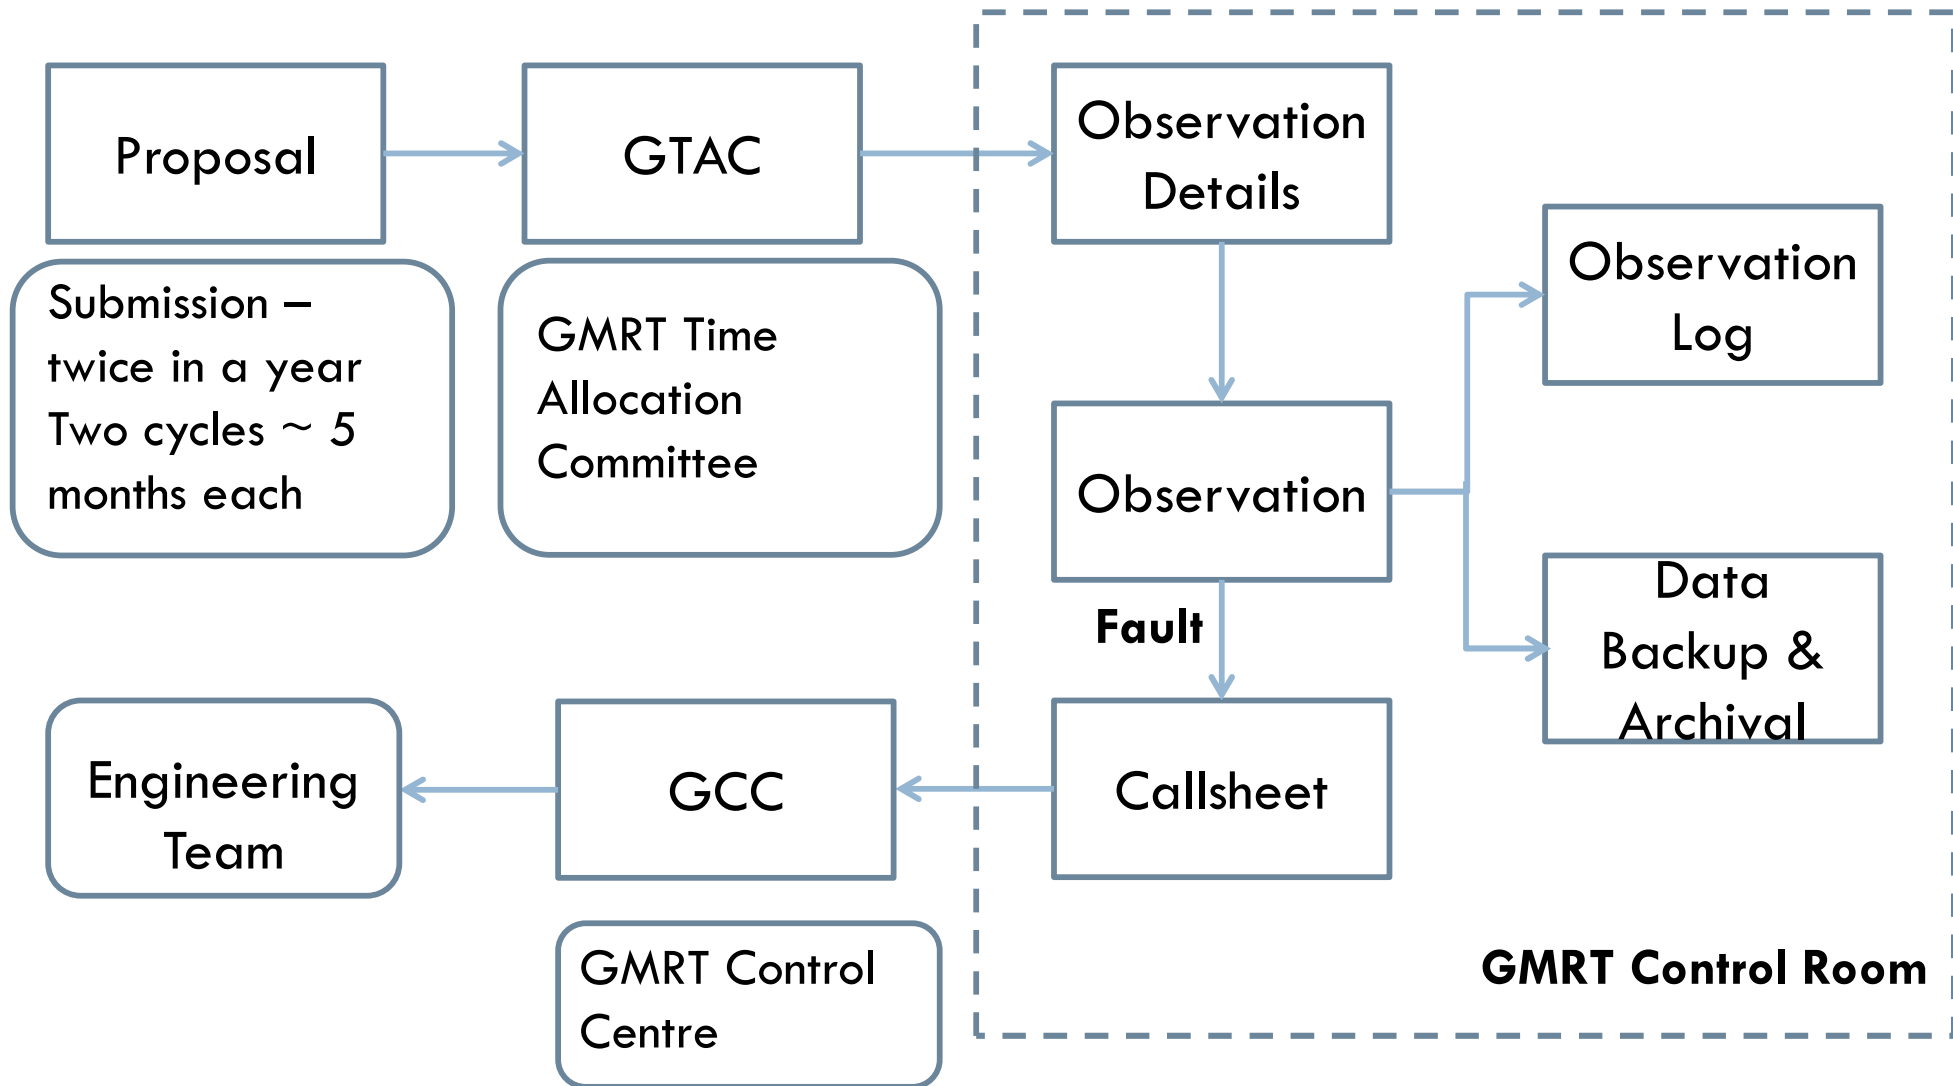 Proposal
GTAC
Observation
Details
Submission –
twice in a year
Two cycles ~ 5
months each
GMRT Time
Allocation
Committee
Observation
Log
Observation
Fault
Data
Backup &
Archival
Engineering
Team
GCC
Callsheet
GMRT Control
Centre
GMRT Control Room